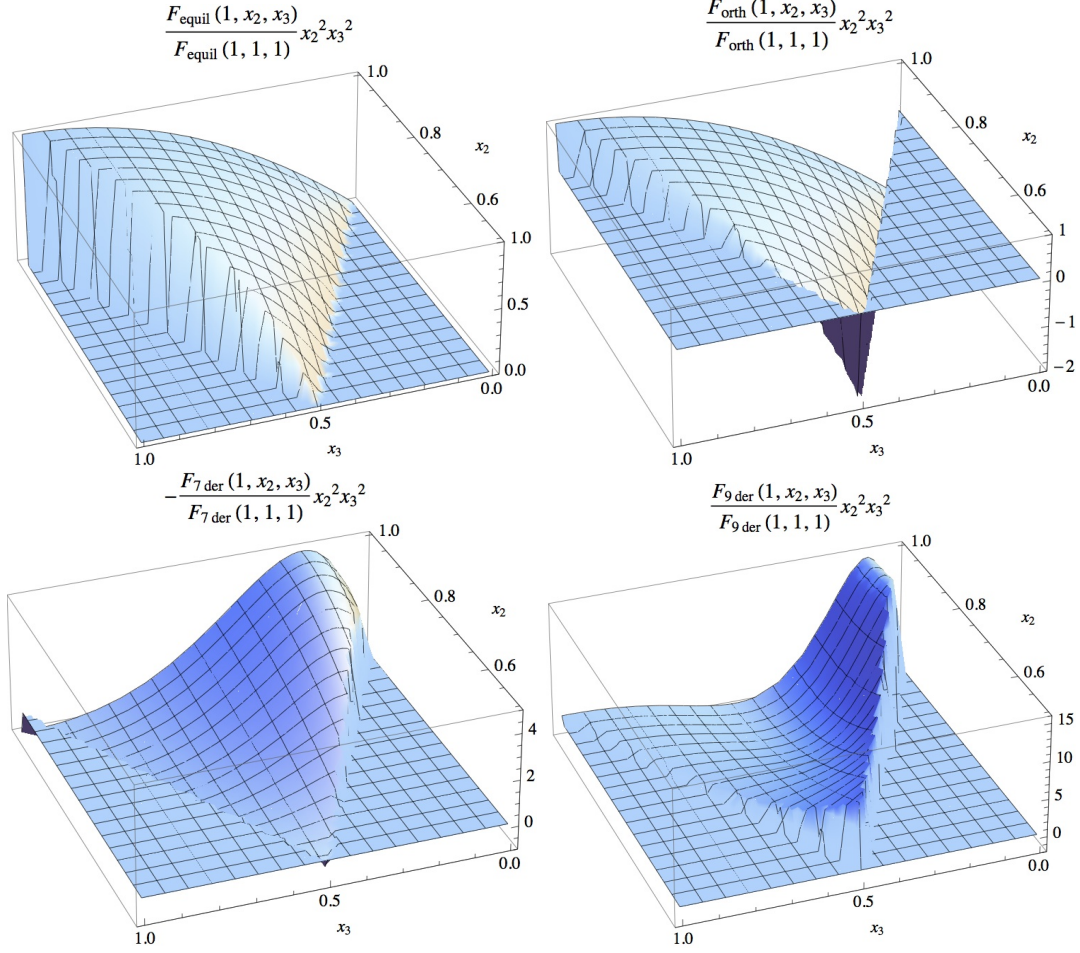 F_equil (1, x_2, x_3)
F_equil (1, 1, 1)
x_2^2 x_3^2
1.0
0.8
x_2
0.6
1.0
0.5
0.0
0.0
0.5
x_3
1.0
F_orth (1, x_2, x_3)
F_orth (1, 1, 1)
x_2^2 x_3^2
1.0
0.8
x_2
0.6
1
0
−1
−2
0.0
0.5
x_3
1.0
− F_7 der (1, x_2, x_3)
F_7 der (1, 1, 1)
x_2^2 x_3^2
1.0
0.8
x_2
0.6
4
2
0
0.0
0.5
x_3
1.0
F_9 der (1, x_2, x_3)
F_9 der (1, 1, 1)
x_2^2 x_3^2
1.0
0.8
x_2
0.6
15
10
5
0
0.0
0.5
x_3
1.0